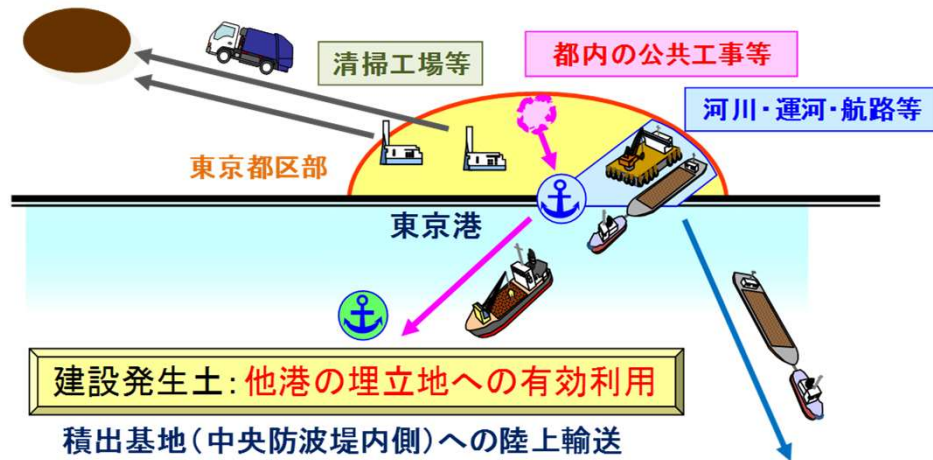 清掃工場等
都内の公共工事等
河川・運河・航路等
東京都区部
東京港
建設発生土：他港の埋立地への有効利用
積出基地（中央防波堤内側）への陸上輸送